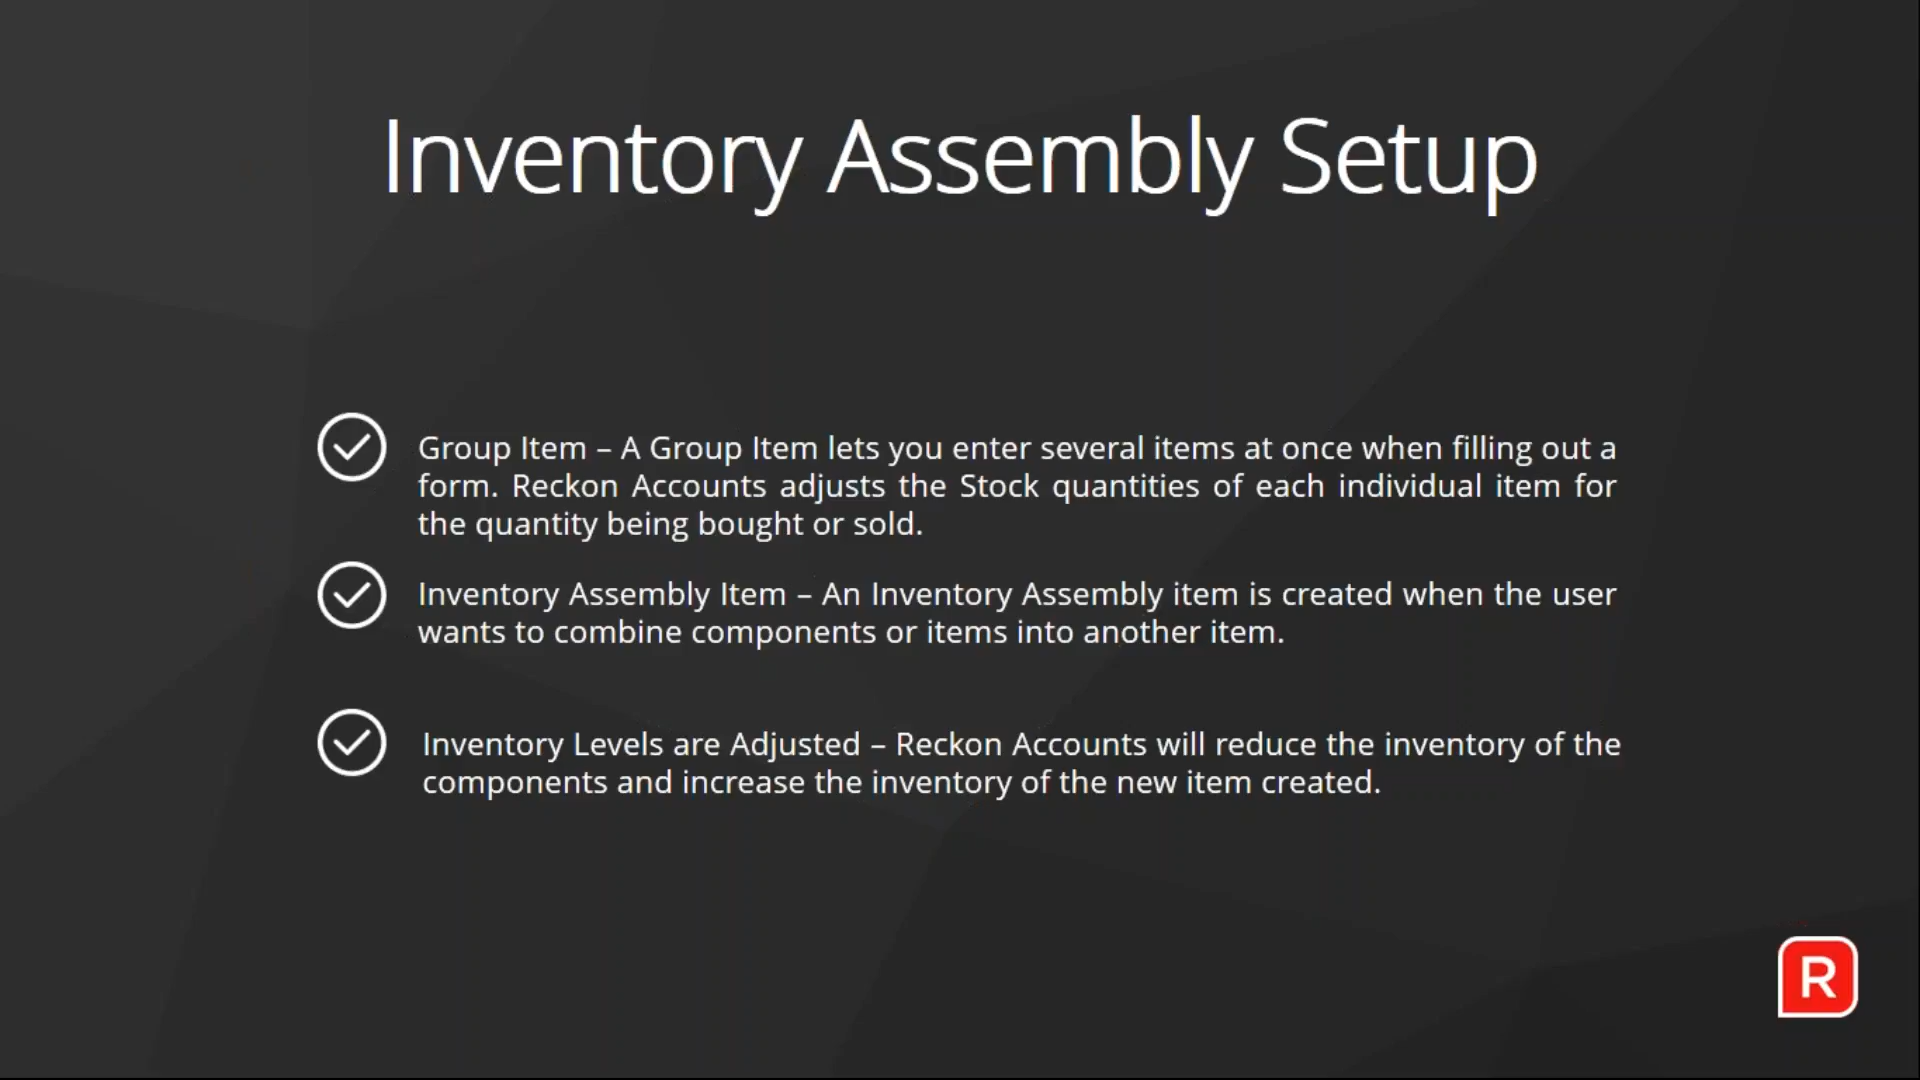 Inventory Assembly Setup
Group Item – A Group Item lets you enter several items at once when filling out a
form. Reckon Accounts adjusts the Stock quantities of each individual item for
the quantity being bought or sold.
Inventory Assembly Item – An Inventory Assembly item is created when the user
wants to combine components or items into another item.
Inventory Levels are Adjusted – Reckon Accounts will reduce the inventory of the
components and increase the inventory of the new item created.
R